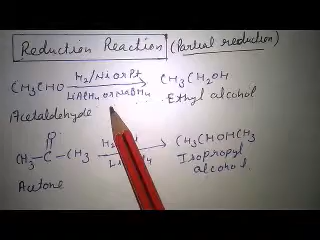 Reduction Reaction (Partial reduction)
CH3CHO H2/Ni or Pt CH3CH2OH
LiAlH4 or NaBH4
Acetaldehyde Ethyl alcohol
O
CH3-C-CH3 CH3CHOHCH3
Isopropyl
alcohol
Acetone